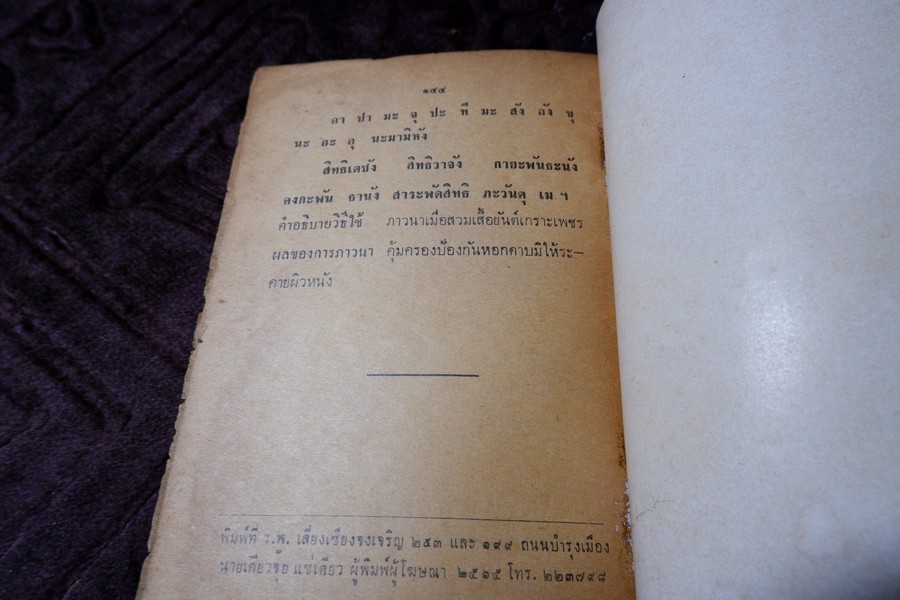 ๑๔๔
อา ปา มะ จุ ปะ ที มะ สัง อัง ขุ
นะ อะ อุ นะมามิหัง
สิทธิเตชัง สิทธิวาจัง กายะพันธะนัง
คงกะพัน ธานัง สาระพัดสิทธิ ภะวันตุ เม ฯ
คำอธิบายวิธีใช้ ภาวนาเมื่อสวมเสื้อยันต์เกราะเพชร
ผลของการภาวนา คุ้มครองป้องกันหอกดาบมิให้ระ-
คายผิวหนัง
พิมพ์ที่ ร.พ. เลี่ยงเซียงจงเจริญ ๒๕๓ และ ๑๙๙ ถนนบำรุงเมือง
นายเคียวจุ้ย แซ่เคียว ผู้พิมพ์ผู้โฆษณา ๒๕๑๕ โทร. ๒๒๓๗๙๘